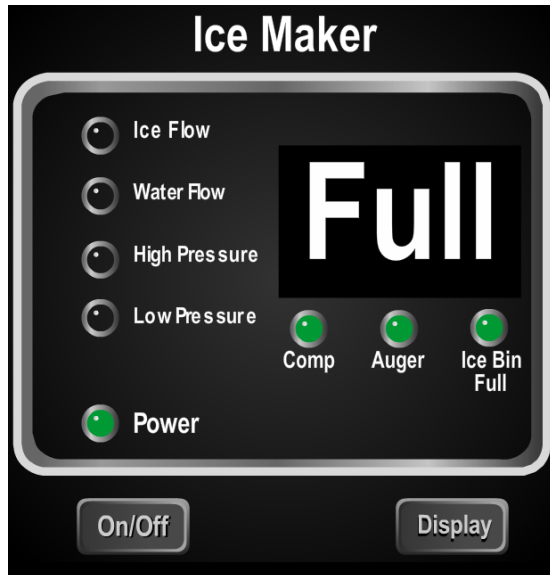 Ice Maker
Ice Flow
Water Flow
High Pressure
Low Pressure
Power
Full
Comp
Auger
Ice Bin
Full
On/Off
Display